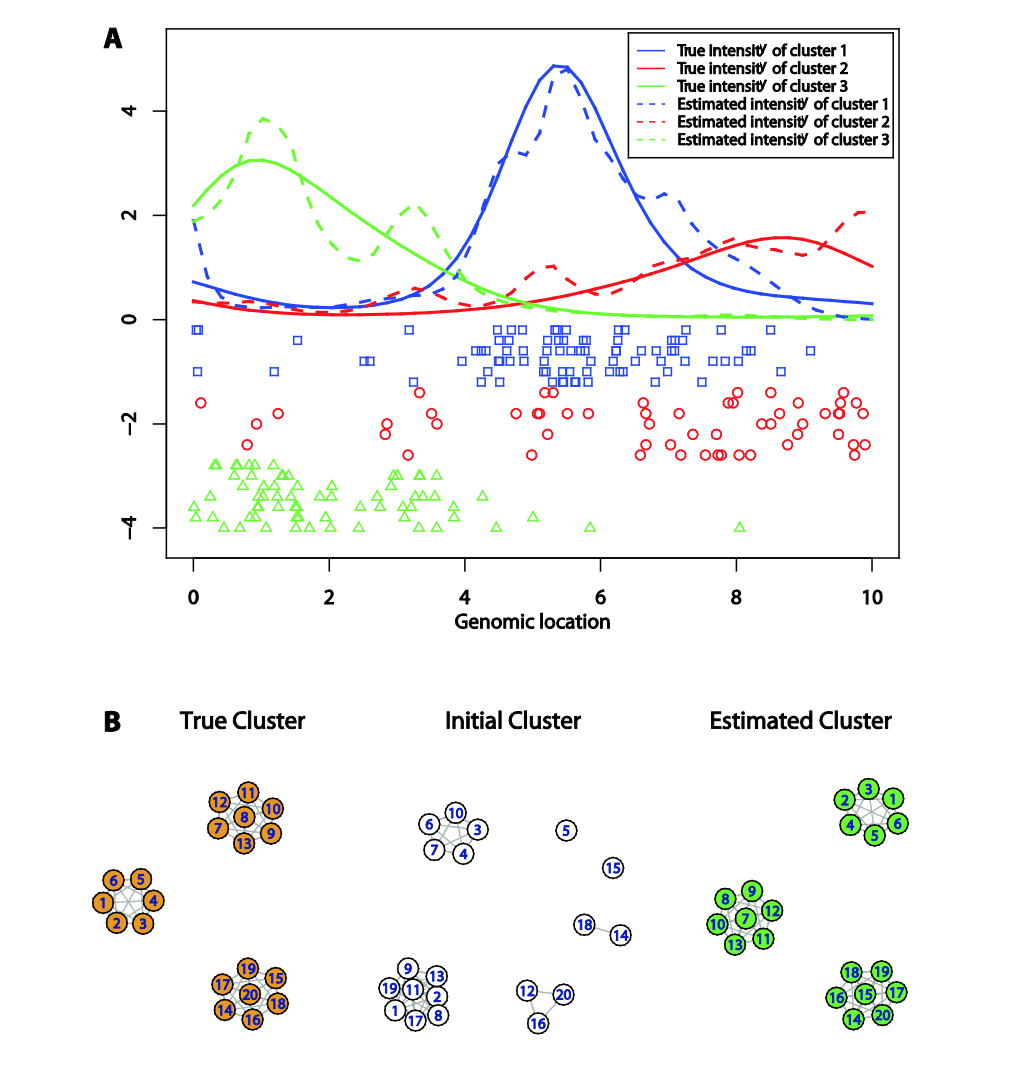 A
True intensity of cluster 1
True intensity of cluster 2
True intensity of cluster 3
Estimated intensity of cluster 1
Estimated intensity of cluster 2
Estimated intensity of cluster 3
4
2
0
−2
−4
0 2 4 6 8 10
Genomic location
B
True Cluster Initial Cluster Estimated Cluster
12 11 10 8 7 9 13
6 5 1 4 2 3
19 17 15 20 14 18 16
10 6 3 7 4
5
15
18 14
9 13 19 11 2 1 17 8
12 20 16
3 2 1 4 6 5
9 8 12 7 10 11 13
18 19 16 15 17 14 20